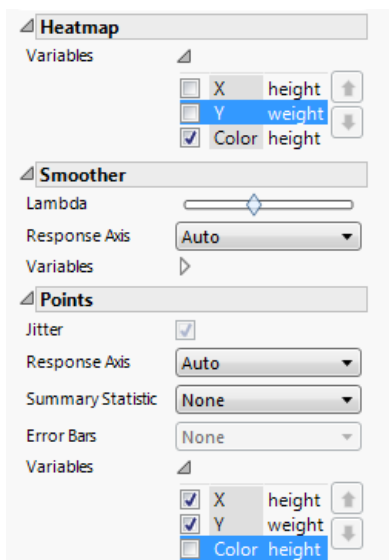 Heatmap
Variables
X height
Y weight
Color height
Smoother
Lambda
Response Axis Auto
Variables
Points
Jitter
Response Axis Auto
Summary Statistic None
Error Bars None
Variables
X height
Y weight
Color height